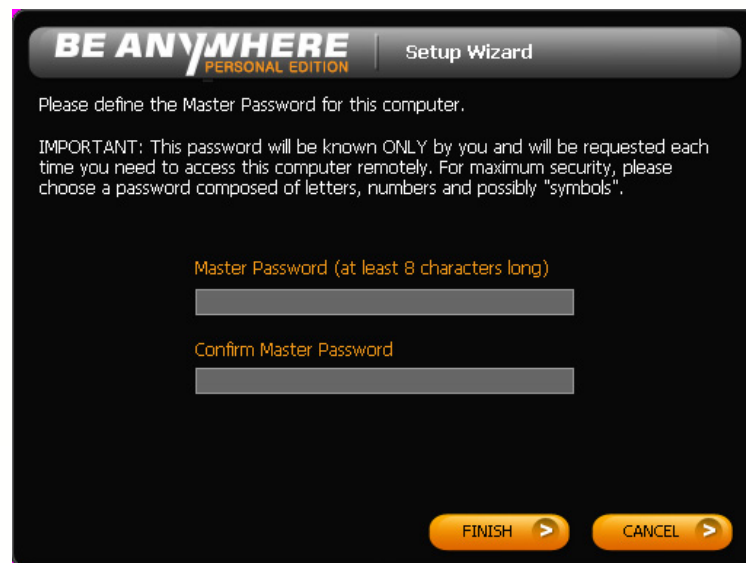 BE ANYWHERE
PERSONAL EDITION
Setup Wizard
Please define the Master Password for this computer.
IMPORTANT: This password will be known ONLY by you and will be requested each
time you need to access this computer remotely. For maximum security, please
choose a password composed of letters, numbers and possibly "symbols".
Master Password (at least 8 characters long)
Confirm Master Password
FINISH >
CANCEL >